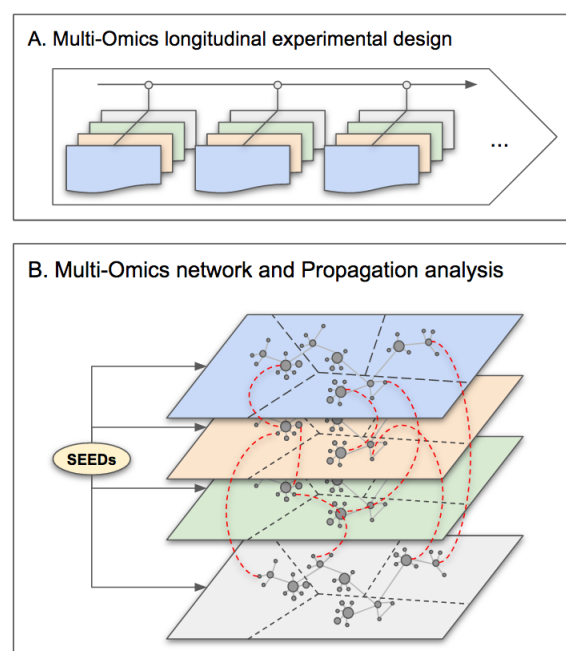 A. Multi-Omics longitudinal experimental design
...
B. Multi-Omics network and Propagation analysis
SEEDs